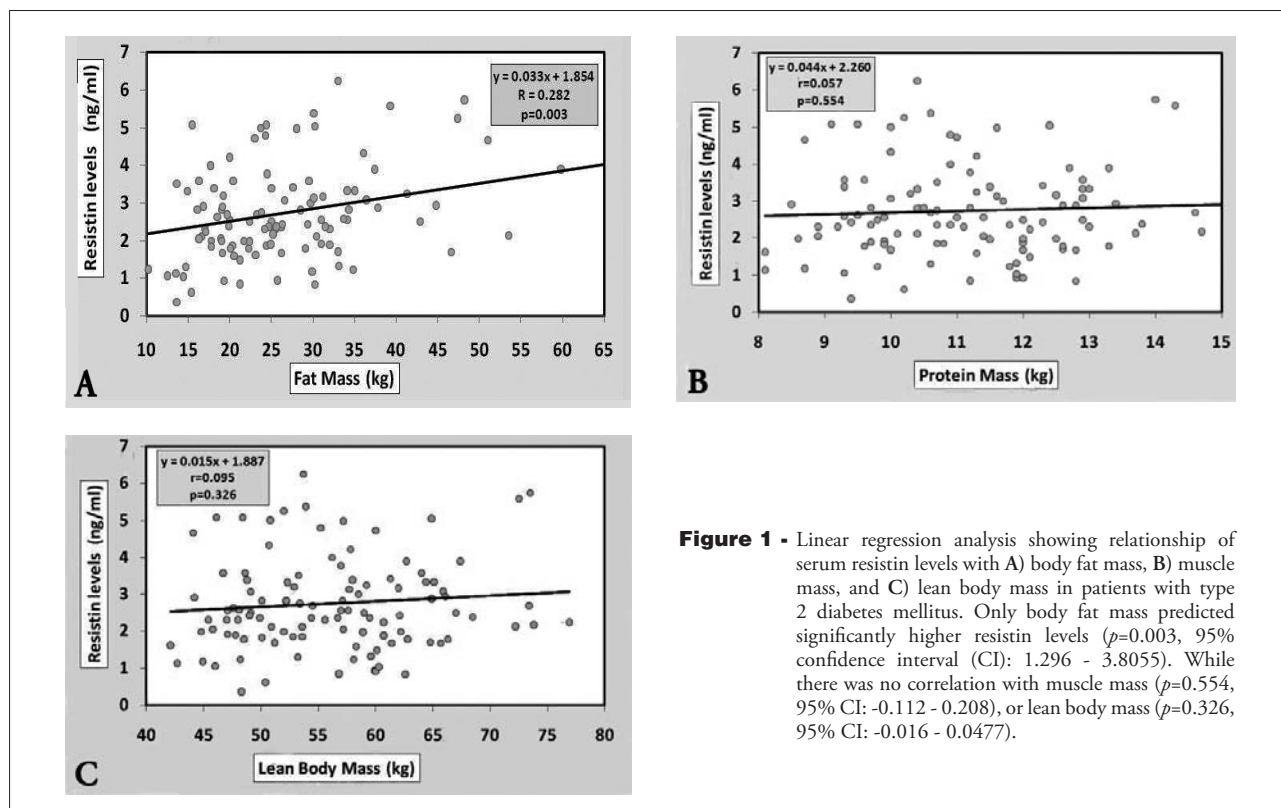 Resistin levels (ng/ml)
7
6
5
4
3
2
1
0
y = 0.033x + 1.854
R = 0.282
p=0.003
10 15 20 25 30 35 40 45 50 55 60 65
Fat Mass (kg)
A
Resistin levels (ng/ml)
7
6
5
4
3
2
1
0
y = 0.044x + 2.260
r=0.057
p=0.554
8 9 10 11 12 13 14 15
Protein Mass (kg)
B
Resistin levels (ng/ml)
7
6
5
4
3
2
1
0
y = 0.015x + 1.887
r=0.095
p=0.326
40 45 50 55 60 65 70 75 80
Lean Body Mass (kg)
C
Figure 1 - Linear regression analysis showing relationship of
serum resistin levels with A) body fat mass, B) muscle
mass, and C) lean body mass in patients with type
2 diabetes mellitus. Only body fat mass predicted
significantly higher resistin levels (p=0.003, 95%
confidence interval (CI): 1.296 - 3.8055). While
there was no correlation with muscle mass (p=0.554,
95% CI: -0.112 - 0.208), or lean body mass (p=0.326,
95% CI: -0.016 - 0.0477).